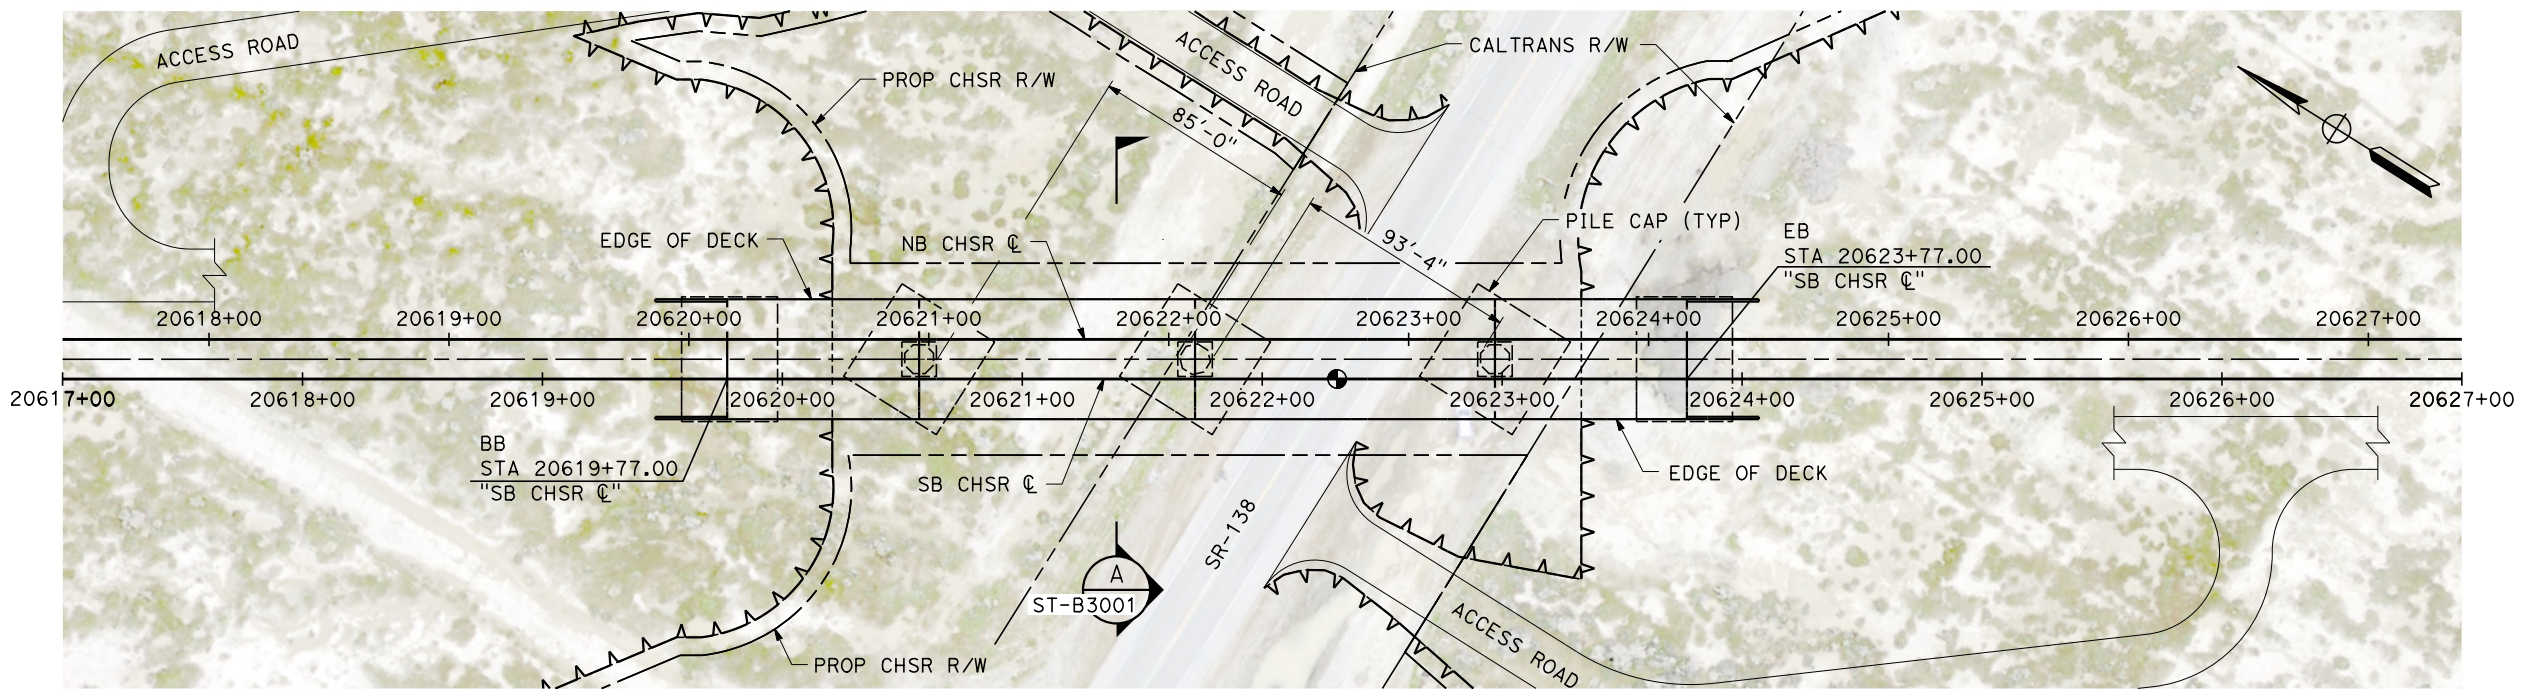 ACCESS ROAD
PROP CHSR R/W
ACCESS ROAD
CALTRANS R/W
85'-0"
EDGE OF DECK
NB CHSR ℄
93'-4"
PILE CAP (TYP)
EB
STA 20623+77.00
"SB CHSR ℄"
20618+00 20619+00 20620+00 20621+00 20622+00 20623+00 20624+00 20625+00 20626+00 20627+00
20617+00 20618+00 20619+00 20620+00 20621+00 20622+00 20623+00 20624+00 20625+00 20626+00 20627+00
BB
STA 20619+77.00
"SB CHSR ℄"
SB CHSR ℄
EDGE OF DECK
SR-138
A
ST-B3001
ACCESS ROAD
PROP CHSR R/W